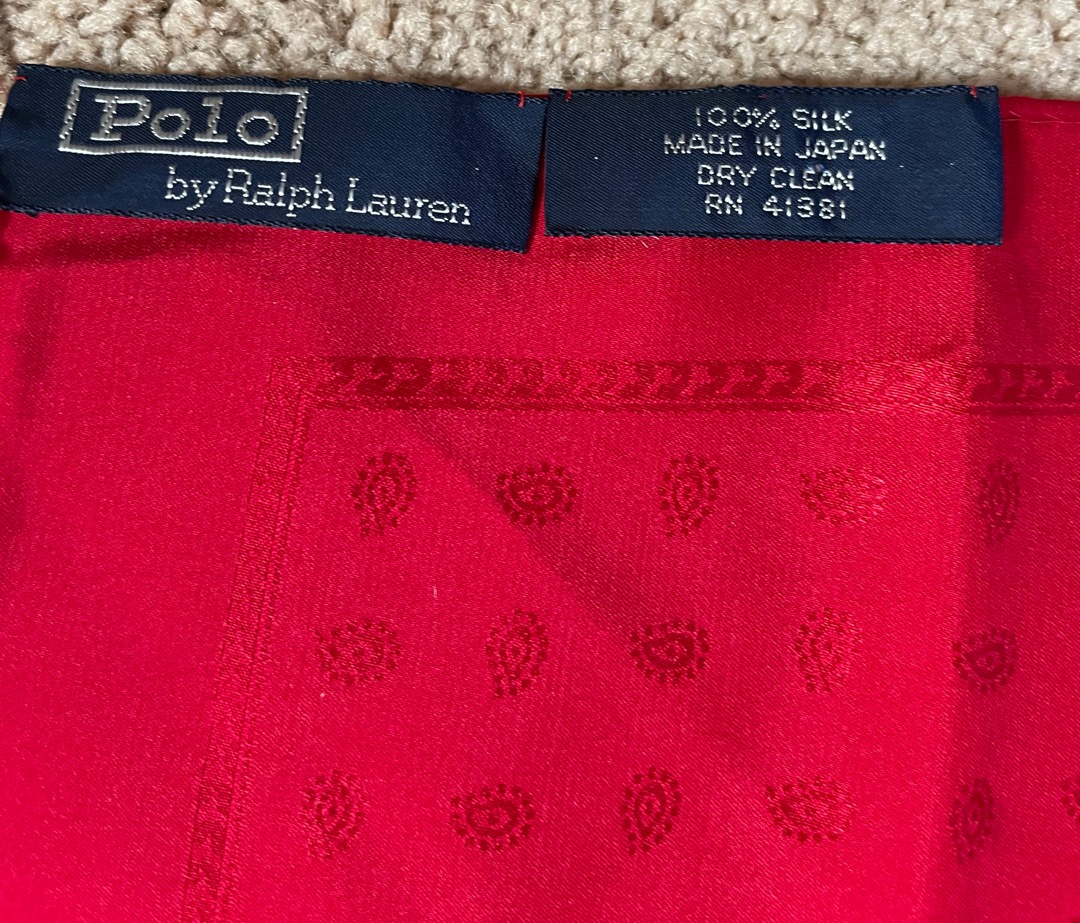 Polo
by Ralph Lauren
100% SILK
MADE IN JAPAN
DRY CLEAN
RN 41381